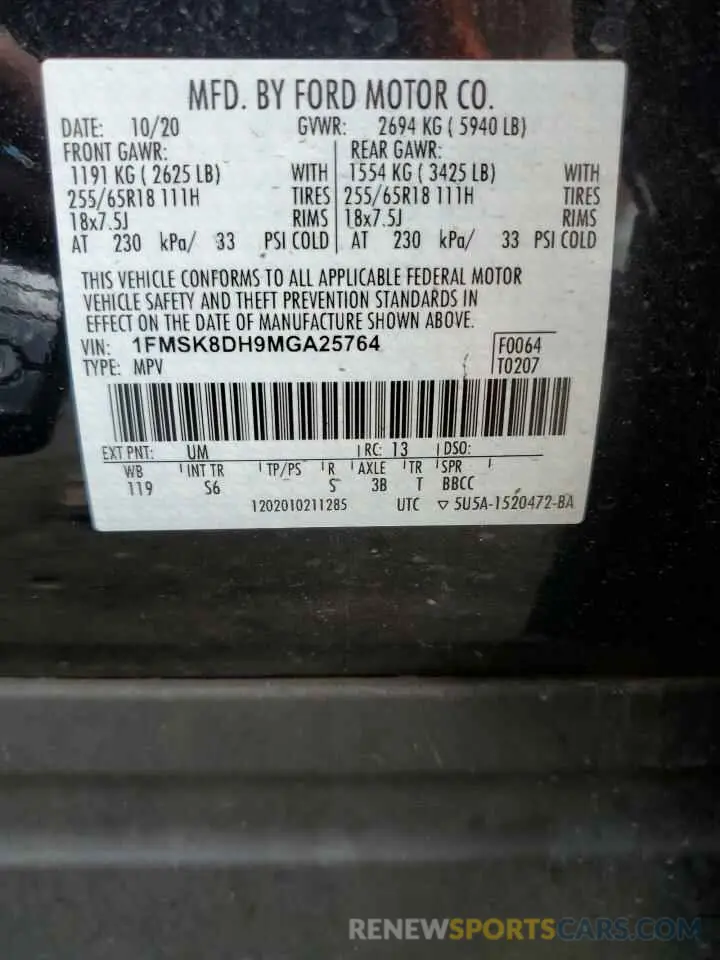 MFD. BY FORD MOTOR CO.
DATE: 10/20 GVWR: 2694 KG ( 5940 LB)
FRONT GAWR: REAR GAWR:
1191 KG ( 2625 LB) WITH 1554 KG ( 3425 LB) WITH
255/65R18 111H TIRES 255/65R18 111H TIRES
18x7.5J RIMS 18x7.5J RIMS
AT 230 kPa/ 33 PSI COLD AT 230 kPa/ 33 PSI COLD
THIS VEHICLE CONFORMS TO ALL APPLICABLE FEDERAL MOTOR
VEHICLE SAFETY AND THEFT PREVENTION STANDARDS IN
EFFECT ON THE DATE OF MANUFACTURE SHOWN ABOVE.
VIN: 1FMSK8DH9MGA25764 F0064
TYPE: MPV T0207
EXT PNT: UM RC: 13 DSO:
WB INT TR TP/PS R AXLE TR SPR
119 S6 S 3B T BBCC
1202010211285 UTC ▽ 5U5A-1520472-BA
RENEWSPORTSCARS.COM